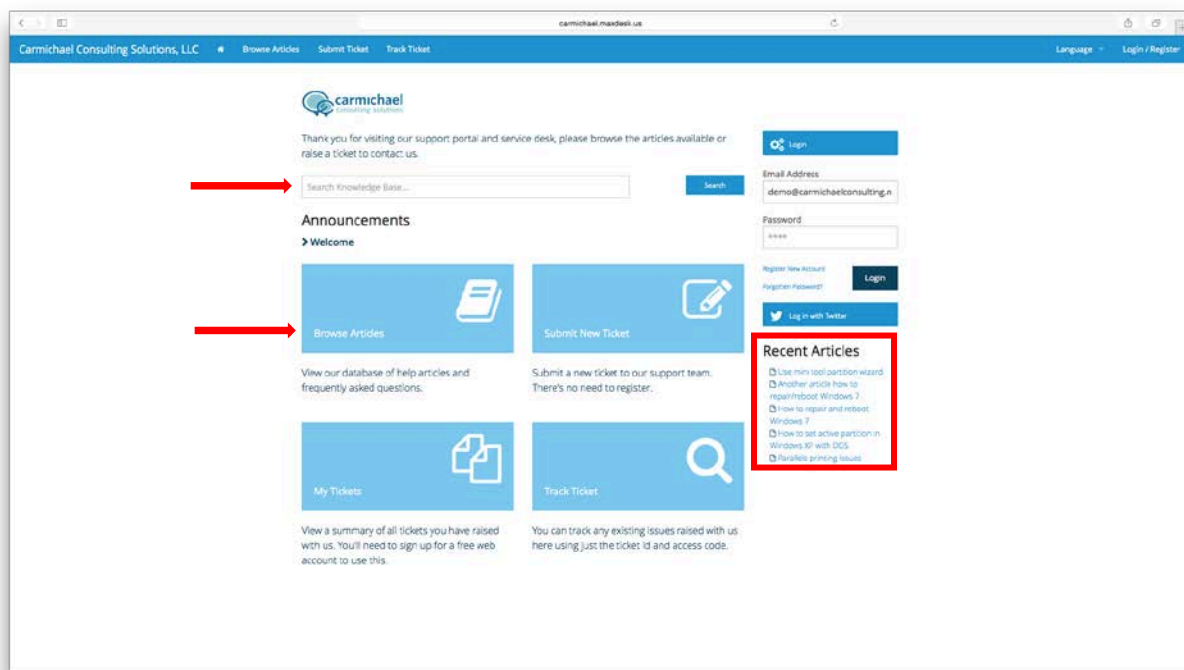 carmichael.maxdesk.us
Carmichael Consulting Solutions, LLC Browse Articles Submit Ticket Track Ticket Language Login / Register
carmichael
consulting solutions
Thank you for visiting our support portal and service desk, please browse the articles available or
raise a ticket to contact us.
Search Knowledge Base...
Search
Announcements
Welcome
Browse Articles
Submit New Ticket
View our database of help articles and
frequently asked questions.
Submit a new ticket to our support team.
There's no need to register.
My Tickets
Track Ticket
View a summary of all tickets you have raised
with us. You'll need to sign up for a free web
account to use this.
You can track any existing issues raised with us
here using just the ticket id and access code.
Login
Email Address
demo@carmichaelconsulting.n
Password
****
Register New Account
Forgotten Password?
Login
Log in with Twitter
Recent Articles
Use mini tool partition wizard
Another article how to
repair/reboot Windows 7
How to repair and reboot
Windows 7
How to set active partition in
Windows XP with DOS
Parallels printing issues